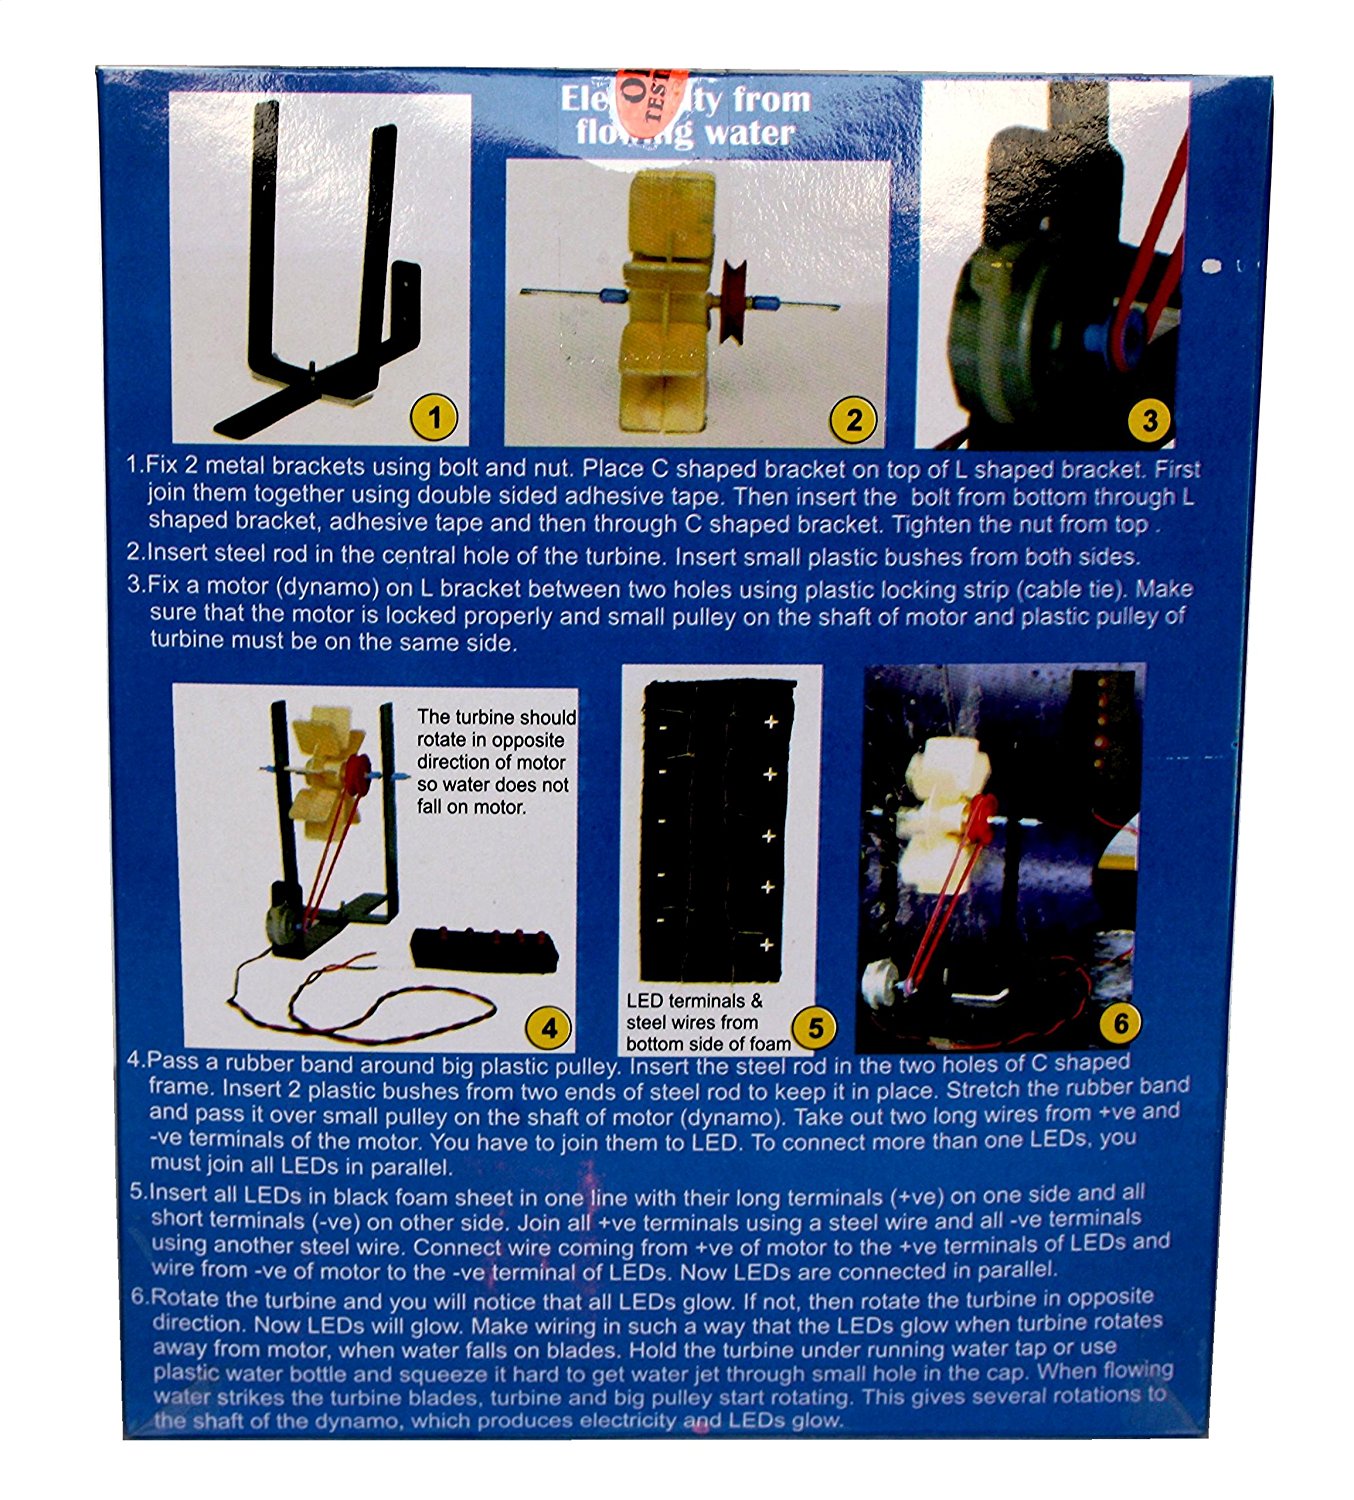 Ele ity from
flo g water
TEST
1
2
3
1.Fix 2 metal brackets using bolt and nut. Place C shaped bracket on top of L shaped bracket. First
join them together using double sided adhesive tape. Then insert the bolt from bottom through L
shaped bracket, adhesive tape and then through C shaped bracket. Tighten the nut from top .
2.Insert steel rod in the central hole of the turbine. Insert small plastic bushes from both sides.
3.Fix a motor (dynamo) on L bracket between two holes using plastic locking strip (cable tie). Make
sure that the motor is locked properly and small pulley on the shaft of motor and plastic pulley of
turbine must be on the same side.
The turbine should
rotate in opposite
direction of motor
so water does not
fall on motor.
4
- +
- +
- +
- +
- +
LED terminals &
steel wires from
bottom side of foam
5
6
4.Pass a rubber band around big plastic pulley. Insert the steel rod in the two holes of C shaped
frame. Insert 2 plastic bushes from two ends of steel rod to keep it in place. Stretch the rubber band
and pass it over small pulley on the shaft of motor (dynamo). Take out two long wires from +ve and
-ve terminals of the motor. You have to join them to LED. To connect more than one LEDs, you
must join all LEDs in parallel.
5.Insert all LEDs in black foam sheet in one line with their long terminals (+ve) on one side and all
short terminals (-ve) on other side. Join all +ve terminals using a steel wire and all -ve terminals
using another steel wire. Connect wire coming from +ve of motor to the +ve terminals of LEDs and
wire from -ve of motor to the -ve terminal of LEDs. Now LEDs are connected in parallel.
6.Rotate the turbine and you will notice that all LEDs glow. If not, then rotate the turbine in opposite
direction. Now LEDs will glow. Make wiring in such a way that the LEDs glow when turbine rotates
away from motor, when water falls on blades. Hold the turbine under running water tap or use
plastic water bottle and squeeze it hard to get water jet through small hole in the cap. When flowing
water strikes the turbine blades, turbine and big pulley start rotating. This gives several rotations to
the shaft of the dynamo, which produces electricity and LEDs glow.